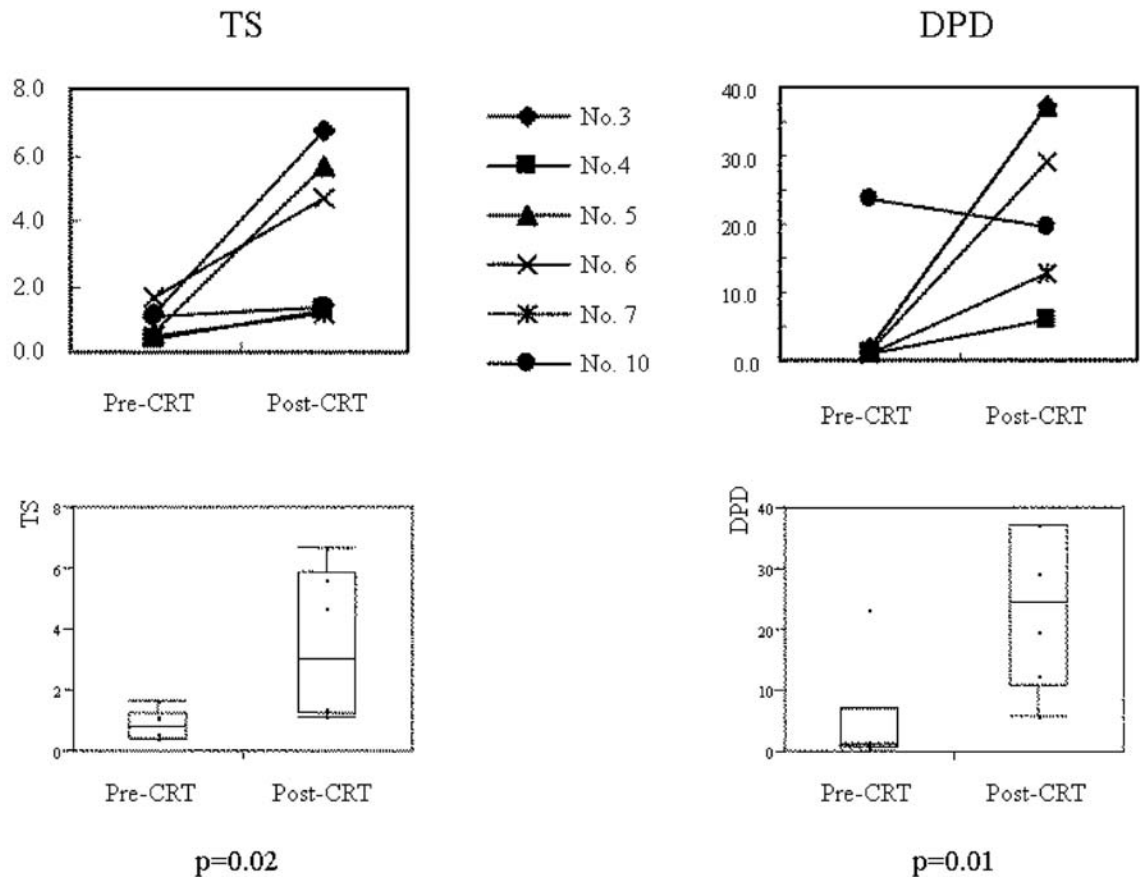 TS
DPD
8.0
6.0
4.0
2.0
0.0
Pre-CRT
Post-CRT
No.3
No.4
No. 5
No. 6
No. 7
No. 10
40.0
30.0
20.0
10.0
0.0
Pre-CRT
Post-CRT
TS
8
6
4
2
0
Pre-CRT
Post-CRT
p=0.02
DPD
40
30
20
10
0
Pre-CRT
Post-CRT
p=0.01